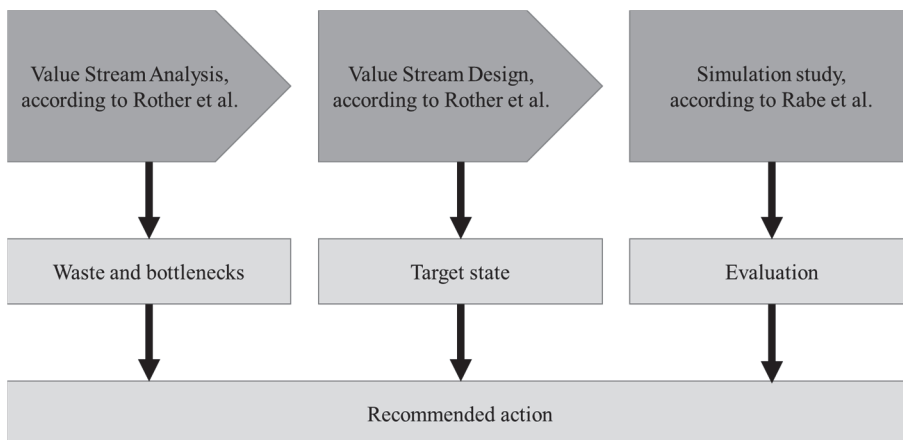 Value Stream Analysis,
according to Rother et al.
Value Stream Design,
according to Rother et al.
Simulation study,
according to Rabe et al.
Waste and bottlenecks
Target state
Evaluation
Recommended action